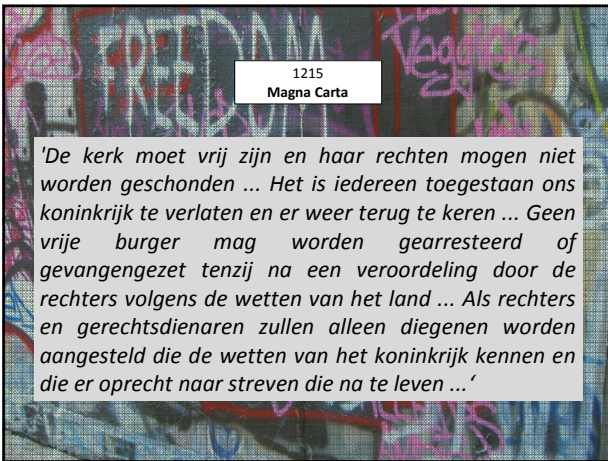 FREEDOM
1215
Magna Carta
'De kerk moet vrij zijn en haar rechten mogen niet
worden geschonden ... Het is iedereen toegestaan ons
koninkrijk te verlaten en er weer terug te keren ... Geen
vrije burger mag worden gearresteerd of
gevangengezet tenzij na een veroordeling door de
rechters volgens de wetten van het land ... Als rechters
en gerechtsdienaren zullen alleen diegenen worden
aangesteld die de wetten van het koninkrijk kennen en
die er oprecht naar streven die na te leven ...‘